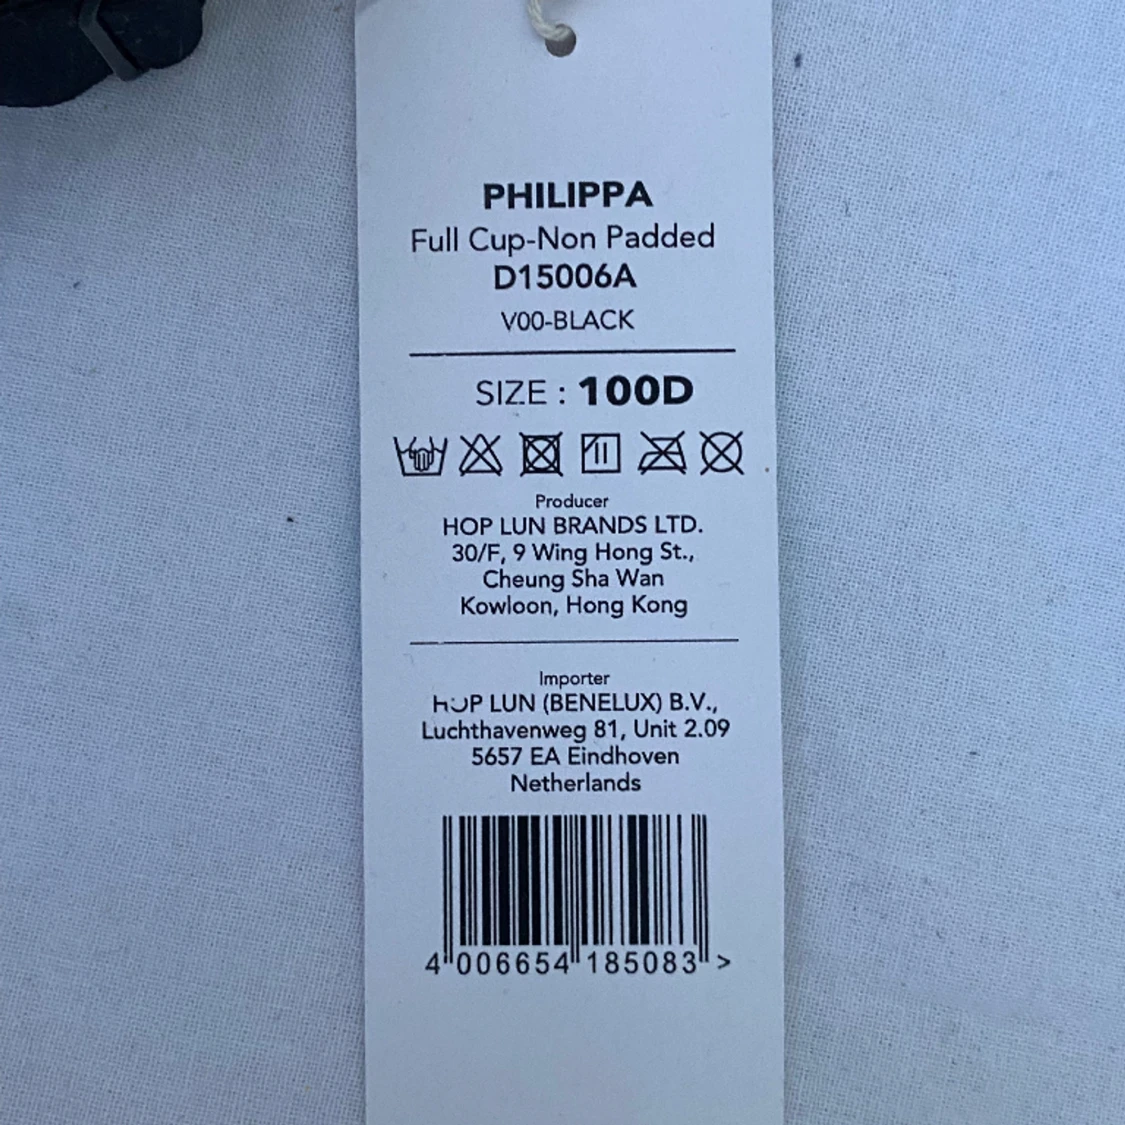 PHILIPPA
Full Cup-Non Padded
D15006A
V00-BLACK
SIZE : 100D
Producer
HOP LUN BRANDS LTD.
30/F, 9 Wing Hong St.,
Cheung Sha Wan
Kowloon, Hong Kong
Importer
HOP LUN (BENELUX) B.V.,
Luchthavenweg 81, Unit 2.09
5657 EA Eindhoven
Netherlands
4 006654 185083 >